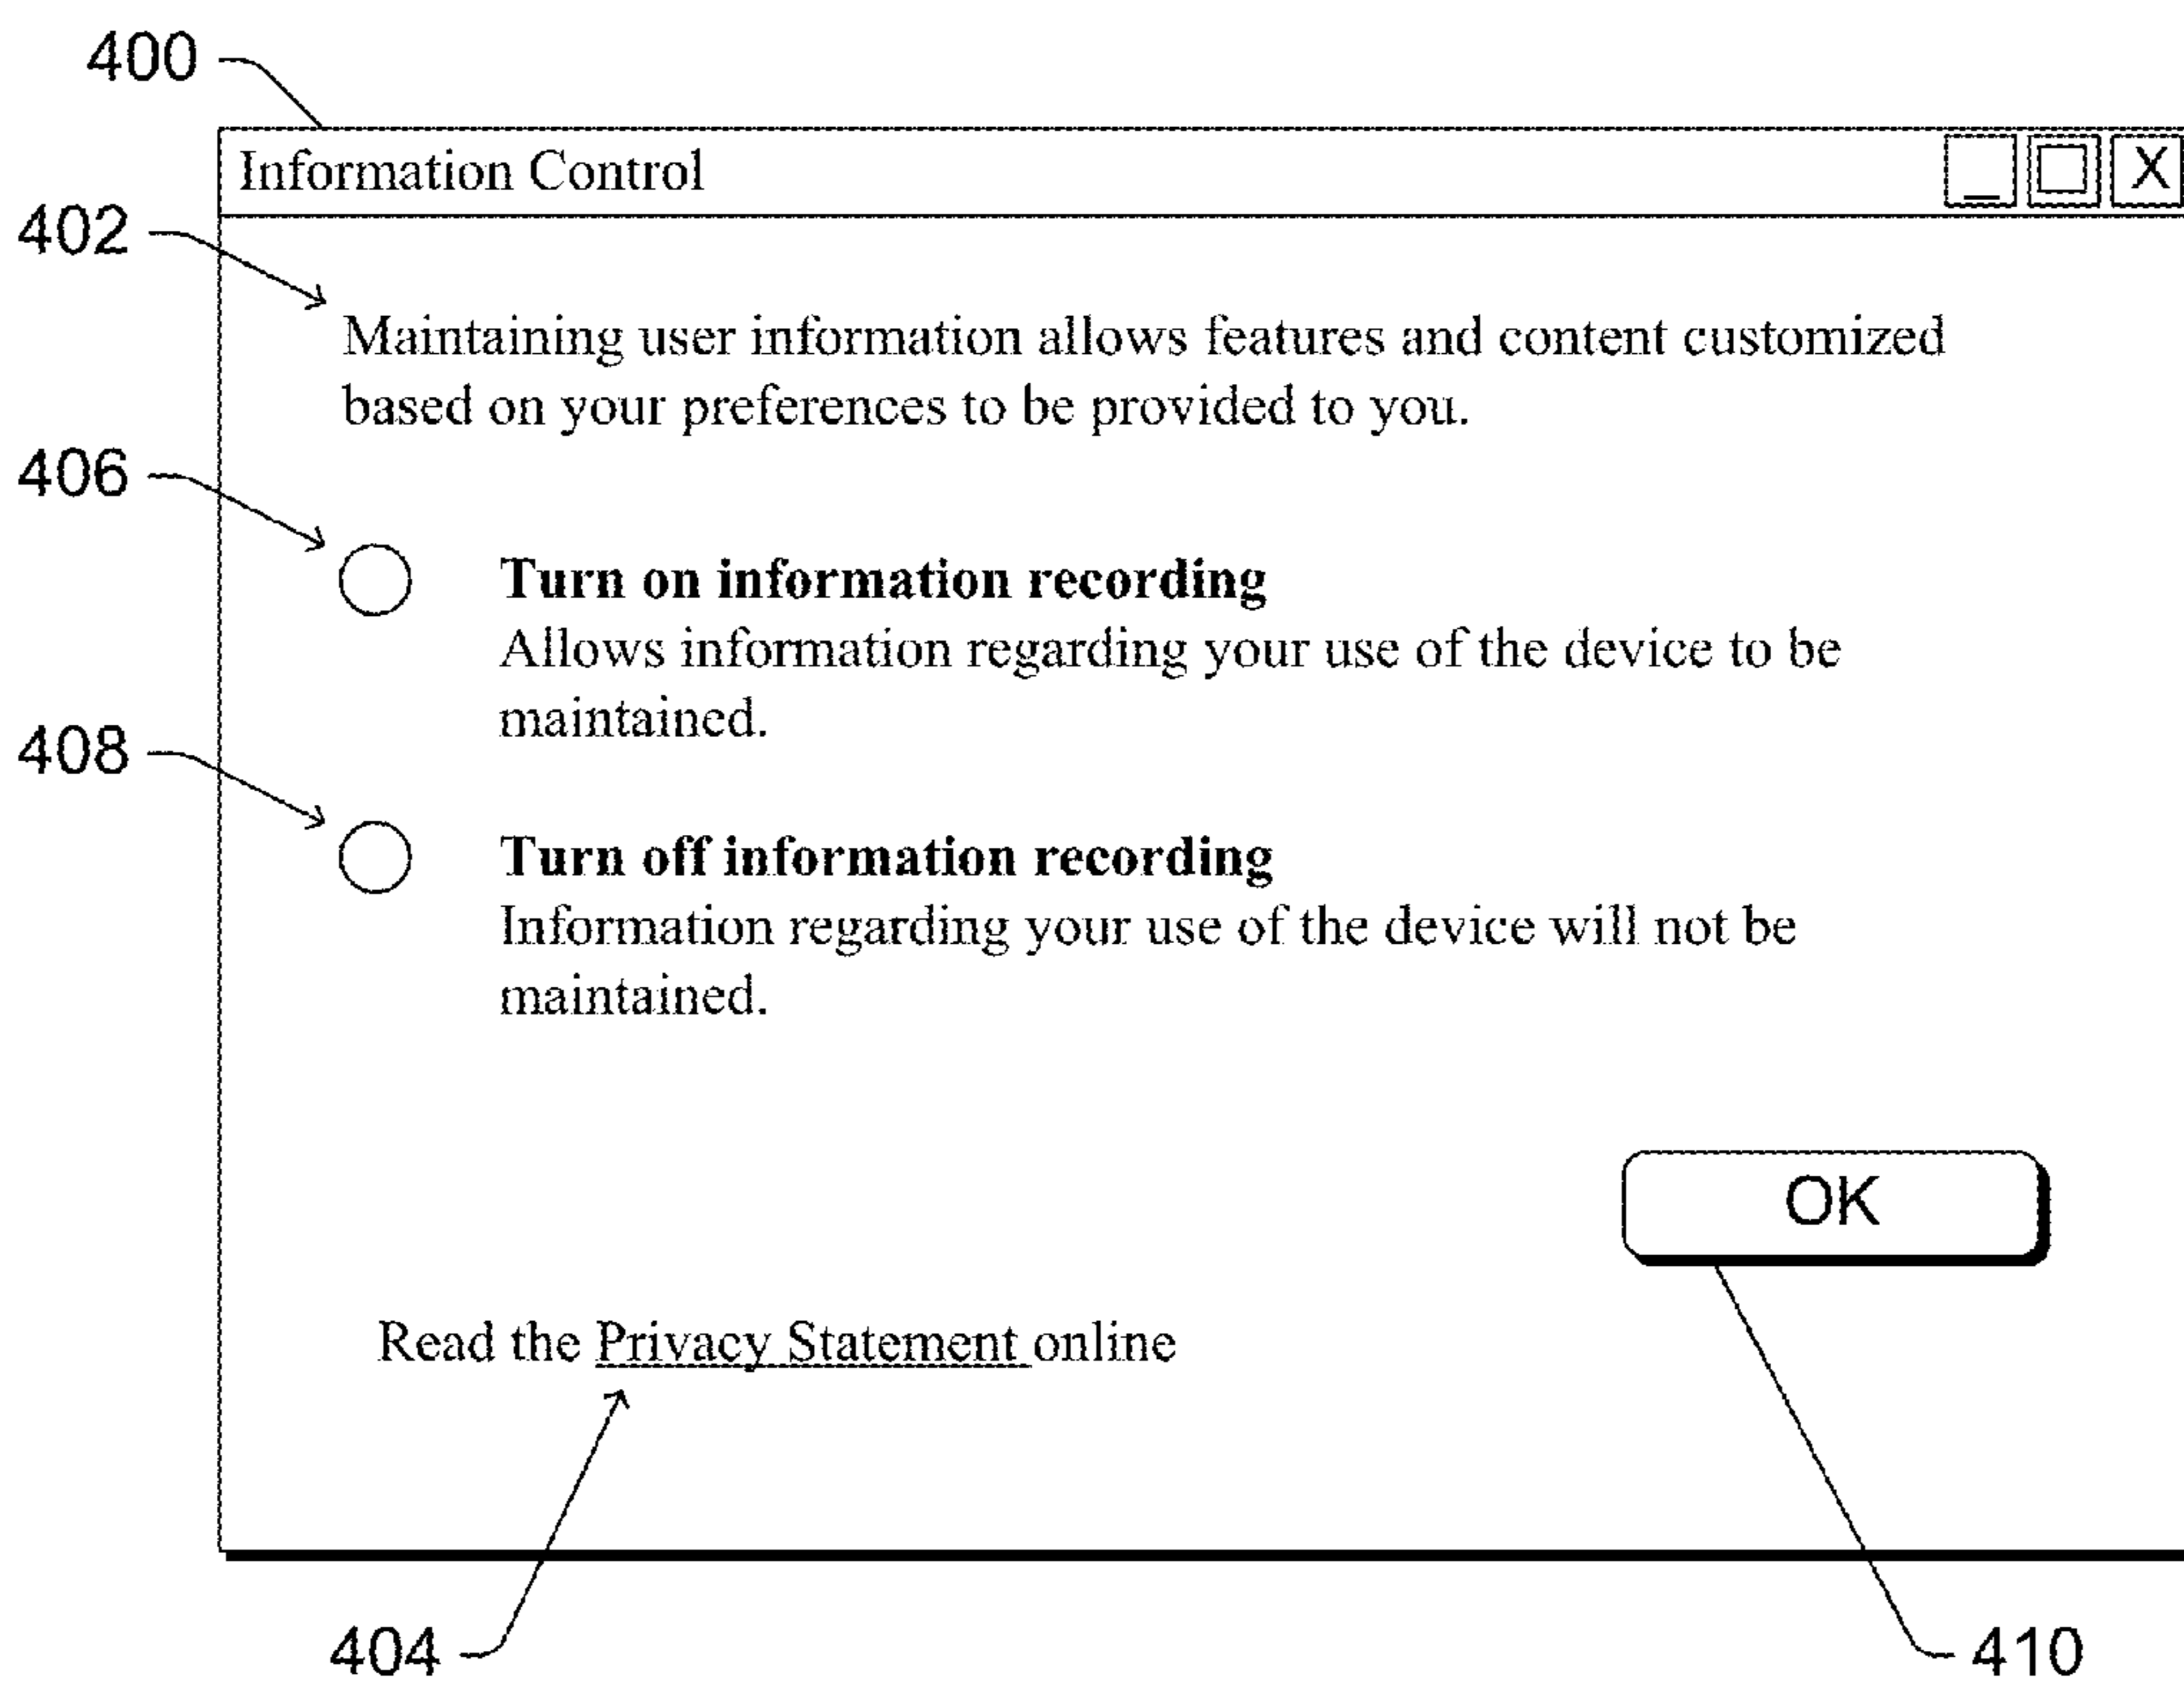 400
Information Control
X
402
Maintaining user information allows features and content customized
based on your preferences to be provided to you.
406
Turn on information recording
Allows information regarding your use of the device to be
maintained.
408
Turn off information recording
Information regarding your use of the device will not be
maintained.
OK
Read the Privacy Statement online
404
410